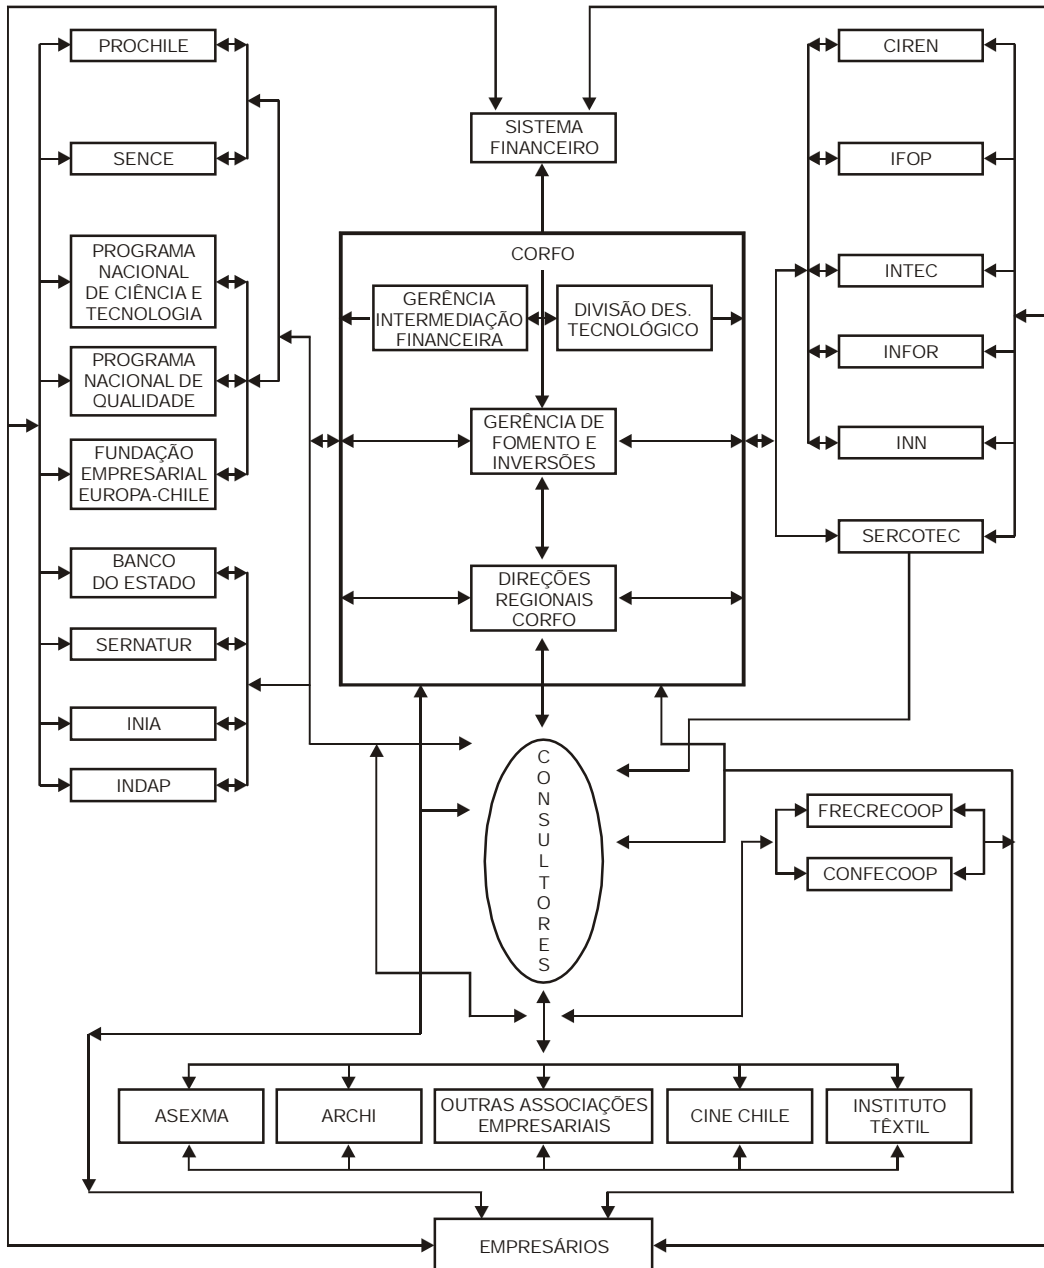 PROCHILE
SENCE
PROGRAMA
NACIONAL
DE CIÊNCIA E
TECNOLOGIA
PROGRAMA
NACIONAL DE
QUALIDADE
FUNDAÇÃO
EMPRESARIAL
EUROPA-CHILE
BANCO
DO ESTADO
SERNATUR
INIA
INDAP
SISTEMA
FINANCEIRO
CORFO
GERÊNCIA
INTERMEDIAÇÃO
FINANCEIRA
DIVISÃO DES.
TECNOLÓGICO
GERÊNCIA DE
FOMENTO E
INVERSÕES
DIREÇÕES
REGIONAIS
CORFO
CIREN
IFOP
INTEC
INFOR
INN
SERCOTEC
CONSULTORES
FRECRECOOP
CONFECOOP
ASEXMA
ARCHI
OUTRAS ASSOCIAÇÕES
EMPRESARIAIS
CINE CHILE
INSTITUTO
TÊXTIL
EMPRESÁRIOS